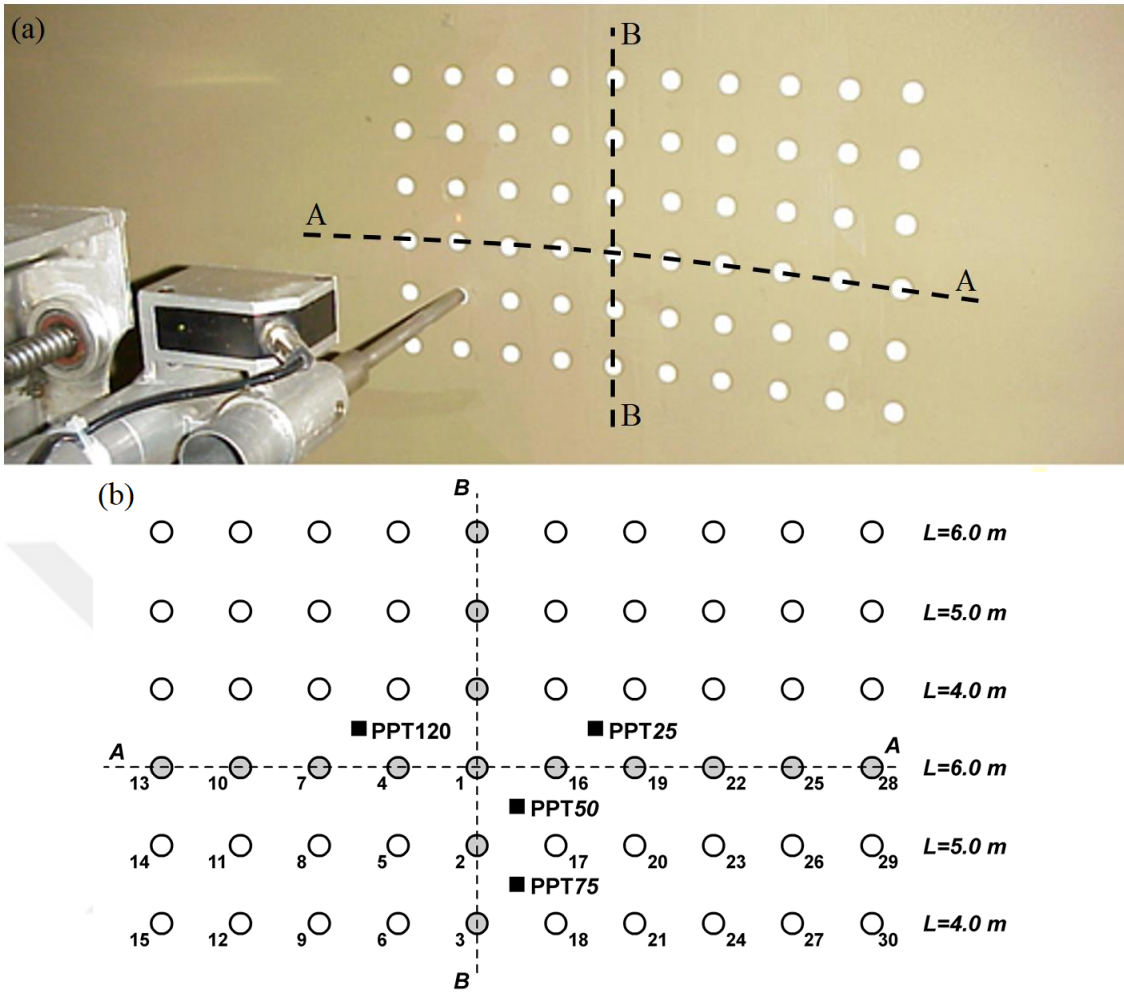 (a)
B
A
A
B
(b)
B
L=6.0 m
L=5.0 m
L=4.0 m
PPT120 PPT25
A A
13 10 7 4 1 16 19 22 25 28 L=6.0 m
PPT50
14 11 8 5 2 17 20 23 26 29 L=5.0 m
PPT75
15 12 9 6 3 18 21 24 27 30 L=4.0 m
B